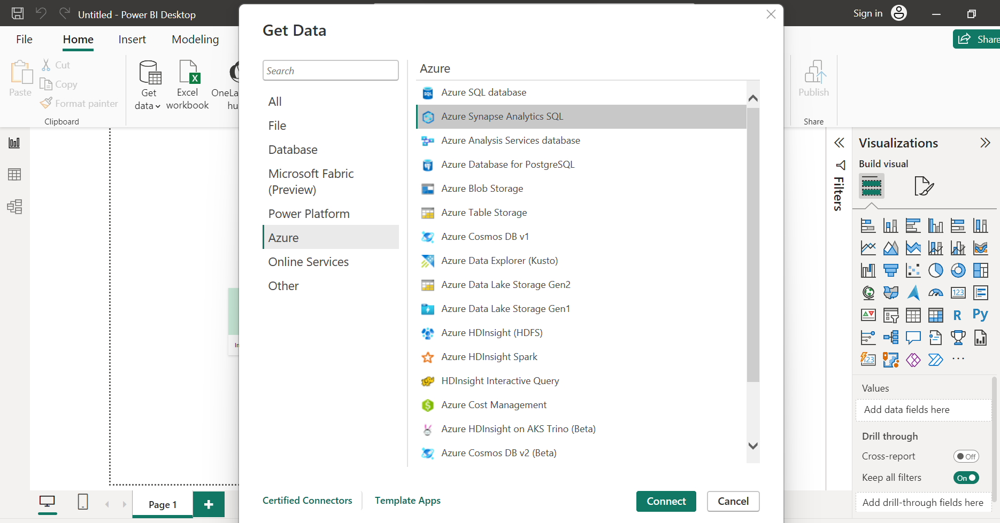 Untitled - Power BI Desktop
Sign in
File
Home
Insert
Modeling
Share
Paste
Cut
Copy
Format painter
Clipboard
Get
data
Excel
workbook
Publish
Share
Get Data
Search
All
File
Database
Microsoft Fabric
(Preview)
Power Platform
Azure
Online Services
Other
Azure
Azure SQL database
Azure Synapse Analytics SQL
Azure Analysis Services database
Azure Database for PostgreSQL
Azure Blob Storage
Azure Table Storage
Azure Cosmos DB v1
Azure Data Explorer (Kusto)
Azure Data Lake Storage Gen2
Azure Data Lake Storage Gen1
Azure HDInsight (HDFS)
Azure HDInsight Spark
HDInsight Interactive Query
Azure Cost Management
Azure HDInsight on AKS Trino (Beta)
Azure Cosmos DB v2 (Beta)
Certified Connectors
Template Apps
Connect
Cancel
Filters
Visualizations
Build visual
123
R
Py
123
Values
Add data fields here
Drill through
Cross-report
Off
Keep all filters
On
Add drill-through fields here
Page 1